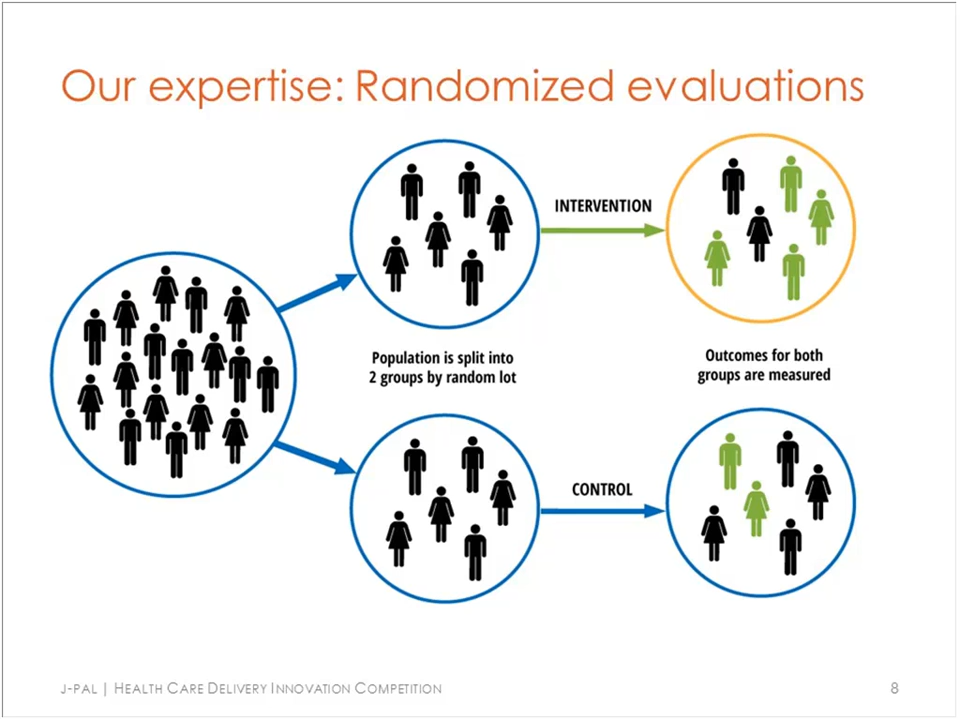 Our expertise: Randomized evaluations
INTERVENTION
Population is split into
2 groups by random lot
Outcomes for both
groups are measured
CONTROL
J-PAL | HEALTH CARE DELIVERY INNOVATION COMPETITION
8